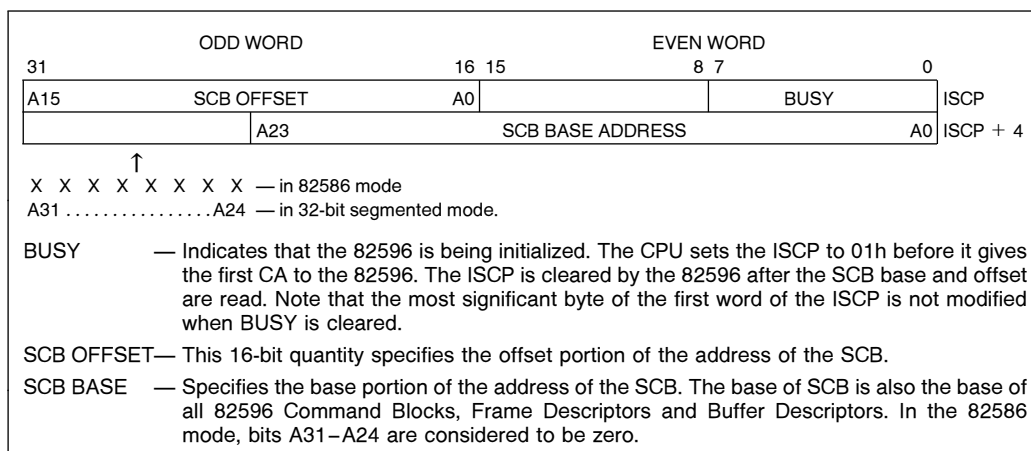 ODD WORD EVEN WORD
31 16 15 8 7 0
A15 SCB OFFSET A0 BUSY ISCP
A23 SCB BASE ADDRESS A0 ISCP + 4
↑
X X X X X X X X — in 82586 mode
A31 . . . . . . . . . . . . . . . . A24 — in 32-bit segmented mode.
BUSY — Indicates that the 82596 is being initialized. The CPU sets the ISCP to 01h before it gives
the first CA to the 82596. The ISCP is cleared by the 82596 after the SCB base and offset
are read. Note that the most significant byte of the first word of the ISCP is not modified
when BUSY is cleared.
SCB OFFSET— This 16-bit quantity specifies the offset portion of the address of the SCB.
SCB BASE — Specifies the base portion of the address of the SCB. The base of SCB is also the base of
all 82596 Command Blocks, Frame Descriptors and Buffer Descriptors. In the 82586
mode, bits A31–A24 are considered to be zero.